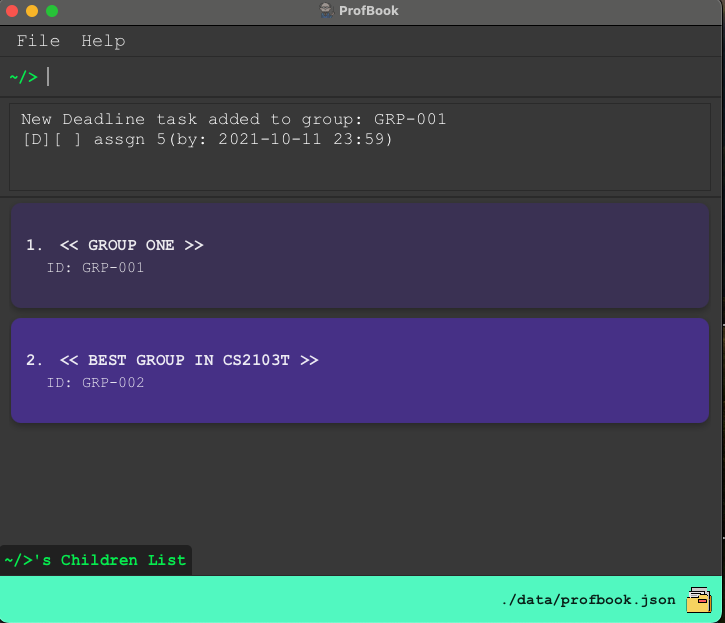 ProfBook
File Help
~/>
New Deadline task added to group: GRP-001
[D][ ] assgn 5(by: 2021-10-11 23:59)
1. << GROUP ONE >>
ID: GRP-001
2. << BEST GROUP IN CS2103T >>
ID: GRP-002
~/>'s Children List
./data/profbook.json